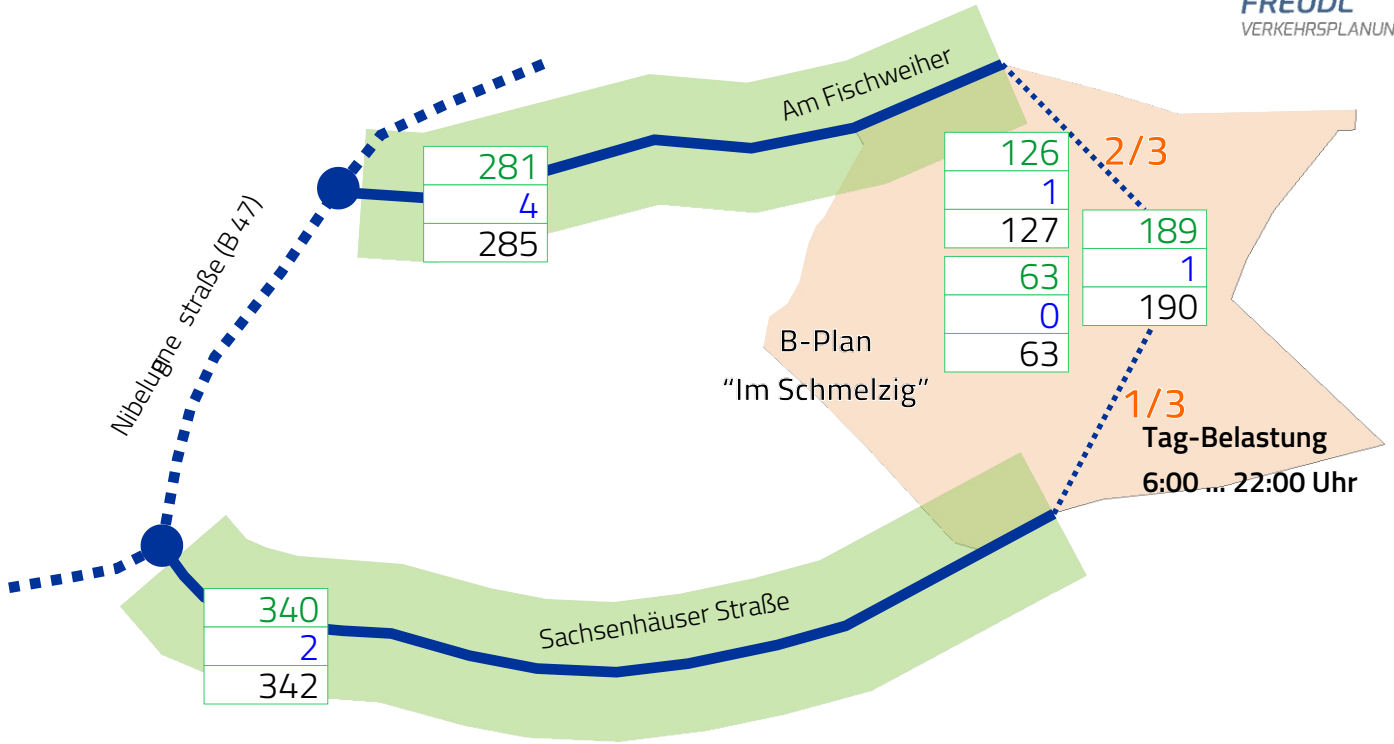 FREUDL
VERKEHRSPLANUN
Am Fischweiher
281
4
285
126
1
127
2/3
189
1
190
63
0
63
Nibelugne straße (B 47)
B-Plan
“Im Schmelzig”
1/3
Tag-Belastung
6:00 ... 22:00 Uhr
Sachsenhäuser Straße
340
2
342